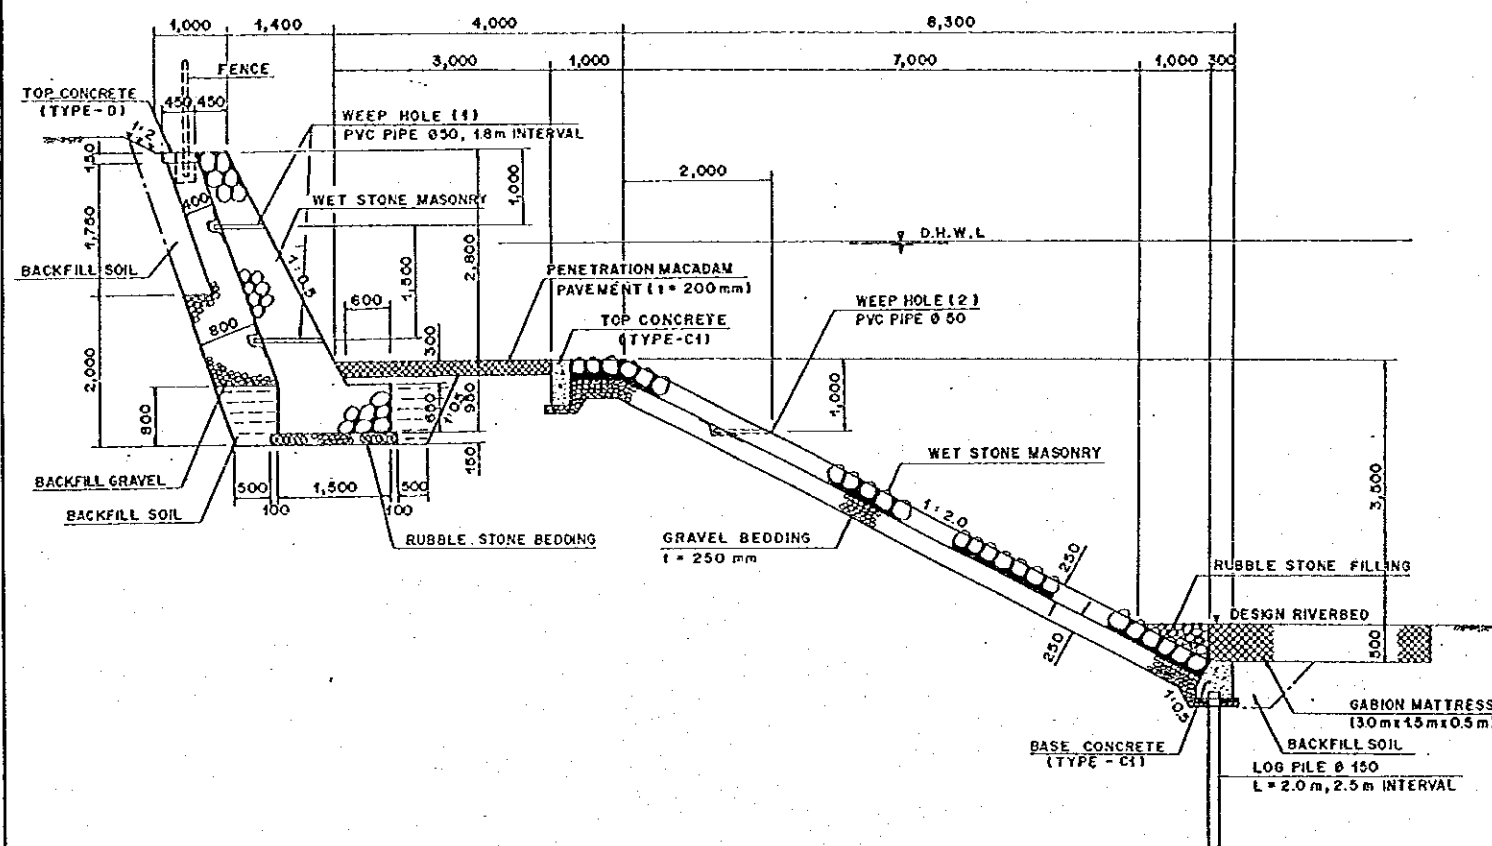 1,000
1,400
4,000
8,300
3,000
1,000
7,000
1,000
300
FENCE
TOP CONCRETE
(TYPE-D)
450
450
1:2
WEEP HOLE (1)
PVC PIPE Ø50, 1.8m INTERVAL
150
1,000
2,000
400
WET STONE MASONRY
1,750
D.H.W.L
BACKFILL SOIL
1:0.5
2,800
1,500
PENETRATION MACADAM
PAVEMENT (t = 200mm)
600
WEEP HOLE (2)
PVC PIPE Ø 50
TOP CONCRETE
(TYPE-C1)
800
300
2,000
1,000
800
600
950
1:0.5
150
WET STONE MASONRY
3,500
BACKFILL GRAVEL
500
1,500
500
100
100
BACKFILL SOIL
1:2.0
RUBBLE STONE BEDDING
GRAVEL BEDDING
t = 250 mm
250
RUBBLE STONE FILLING
DESIGN RIVERBED
250
500
1:0.5
GABION MATTRESS
(3.0m x 1.5m x 0.5m)
BASE CONCRETE
(TYPE - C1)
BACKFILL SOIL
LOG PILE Ø 150
L = 2.0 m, 2.5 m INTERVAL